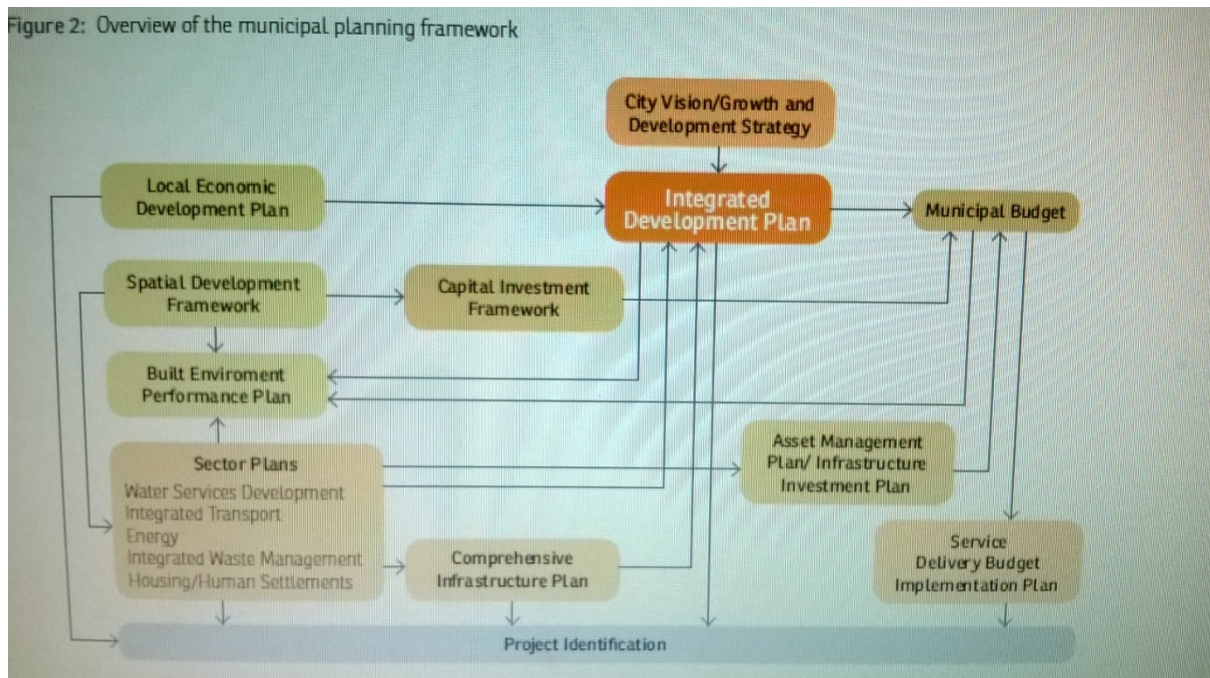 Figure 2: Overview of the municipal planning framework
City Vision/Growth and
Development Strategy
Local Economic
Development Plan
Integrated
Development Plan
Municipal Budget
Spatial Development
Framework
Capital Investment
Framework
Built Enviroment
Performance Plan
Sector Plans
Water Services Development
Integrated Transport
Energy
Integrated Waste Management
Housing/Human Settlements
Asset Management
Plan/ Infrastructure
Investment Plan
Comprehensive
Infrastructure Plan
Service
Delivery Budget
Implementation Plan
Project Identification